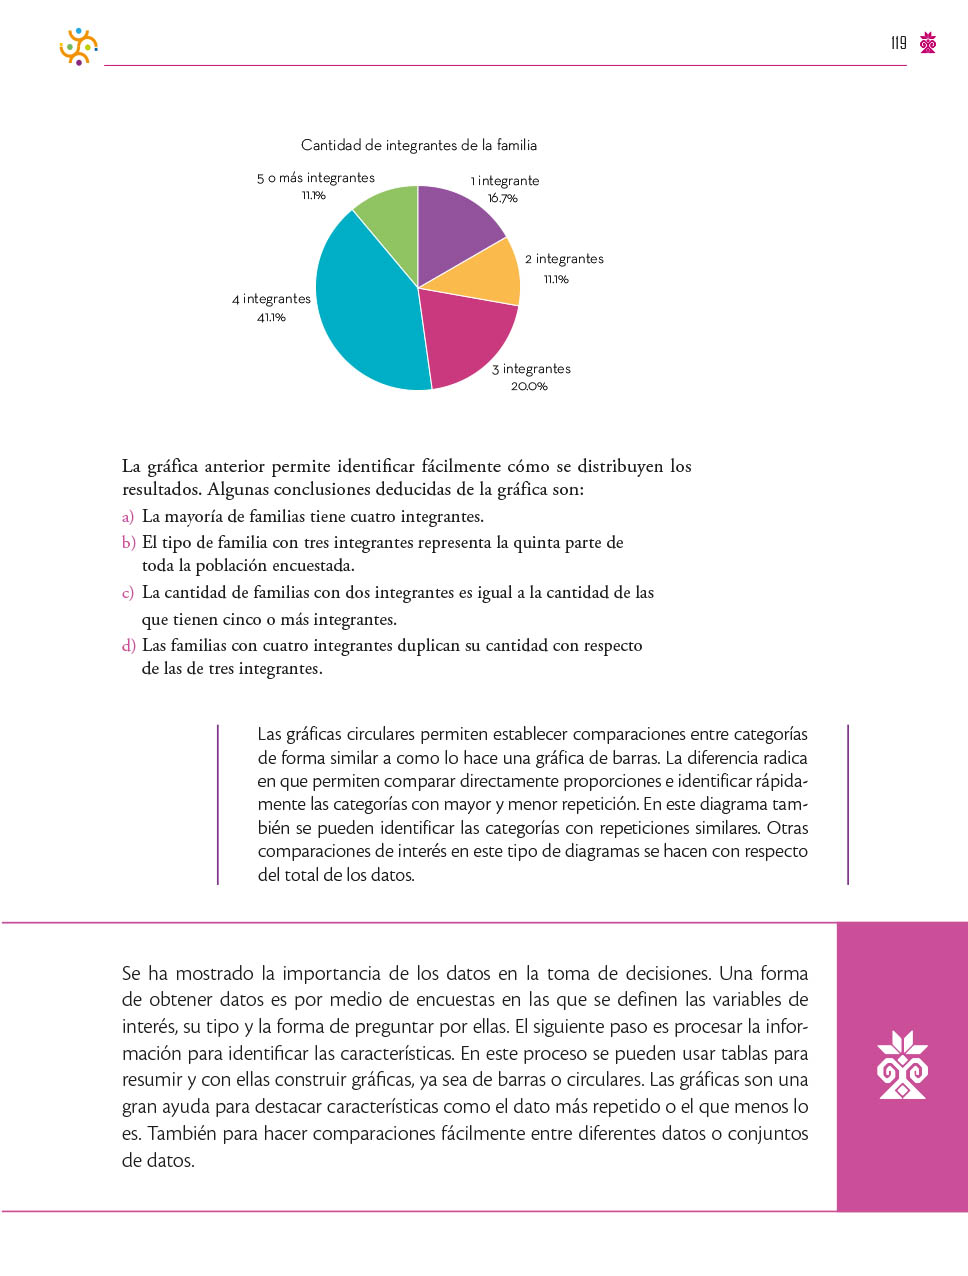 119
Cantidad de integrantes de la familia
5 o más integrantes
11.1%
1 integrante
16.7%
2 integrantes
11.1%
4 integrantes
41.1%
3 integrantes
20.0%
La gráfica anterior permite identificar fácilmente cómo se distribuyen los
resultados. Algunas conclusiones deducidas de la gráfica son:
a) La mayoría de familias tiene cuatro integrantes.
b) El tipo de familia con tres integrantes representa la quinta parte de
toda la población encuestada.
c) La cantidad de familias con dos integrantes es igual a la cantidad de las
que tienen cinco o más integrantes.
d) Las familias con cuatro integrantes duplican su cantidad con respecto
de las de tres integrantes.
Las gráficas circulares permiten establecer comparaciones entre categorías
de forma similar a como lo hace una gráfica de barras. La diferencia radica
en que permiten comparar directamente proporciones e identificar rápida-
mente las categorías con mayor y menor repetición. En este diagrama tam-
bién se pueden identificar las categorías con repeticiones similares. Otras
comparaciones de interés en este tipo de diagramas se hacen con respecto
del total de los datos.
Se ha mostrado la importancia de los datos en la toma de decisiones. Una forma
de obtener datos es por medio de encuestas en las que se definen las variables de
interés, su tipo y la forma de preguntar por ellas. El siguiente paso es procesar la infor-
mación para identificar las características. En este proceso se pueden usar tablas para
resumir y con ellas construir gráficas, ya sea de barras o circulares. Las gráficas son una
gran ayuda para destacar características como el dato más repetido o el que menos lo
es. También para hacer comparaciones fácilmente entre diferentes datos o conjuntos
de datos.